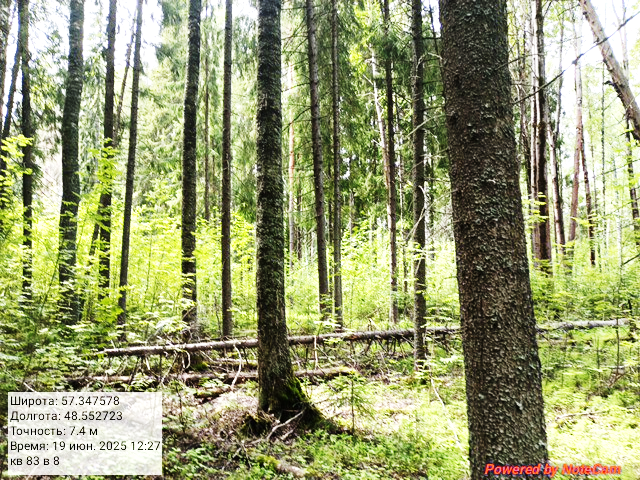 Широта: 57.347578
Долгота: 48.552723
Точность: 7.4 м
Время: 19 июн. 2025 12:27
кв 83 в 8
Powered by NoteCam